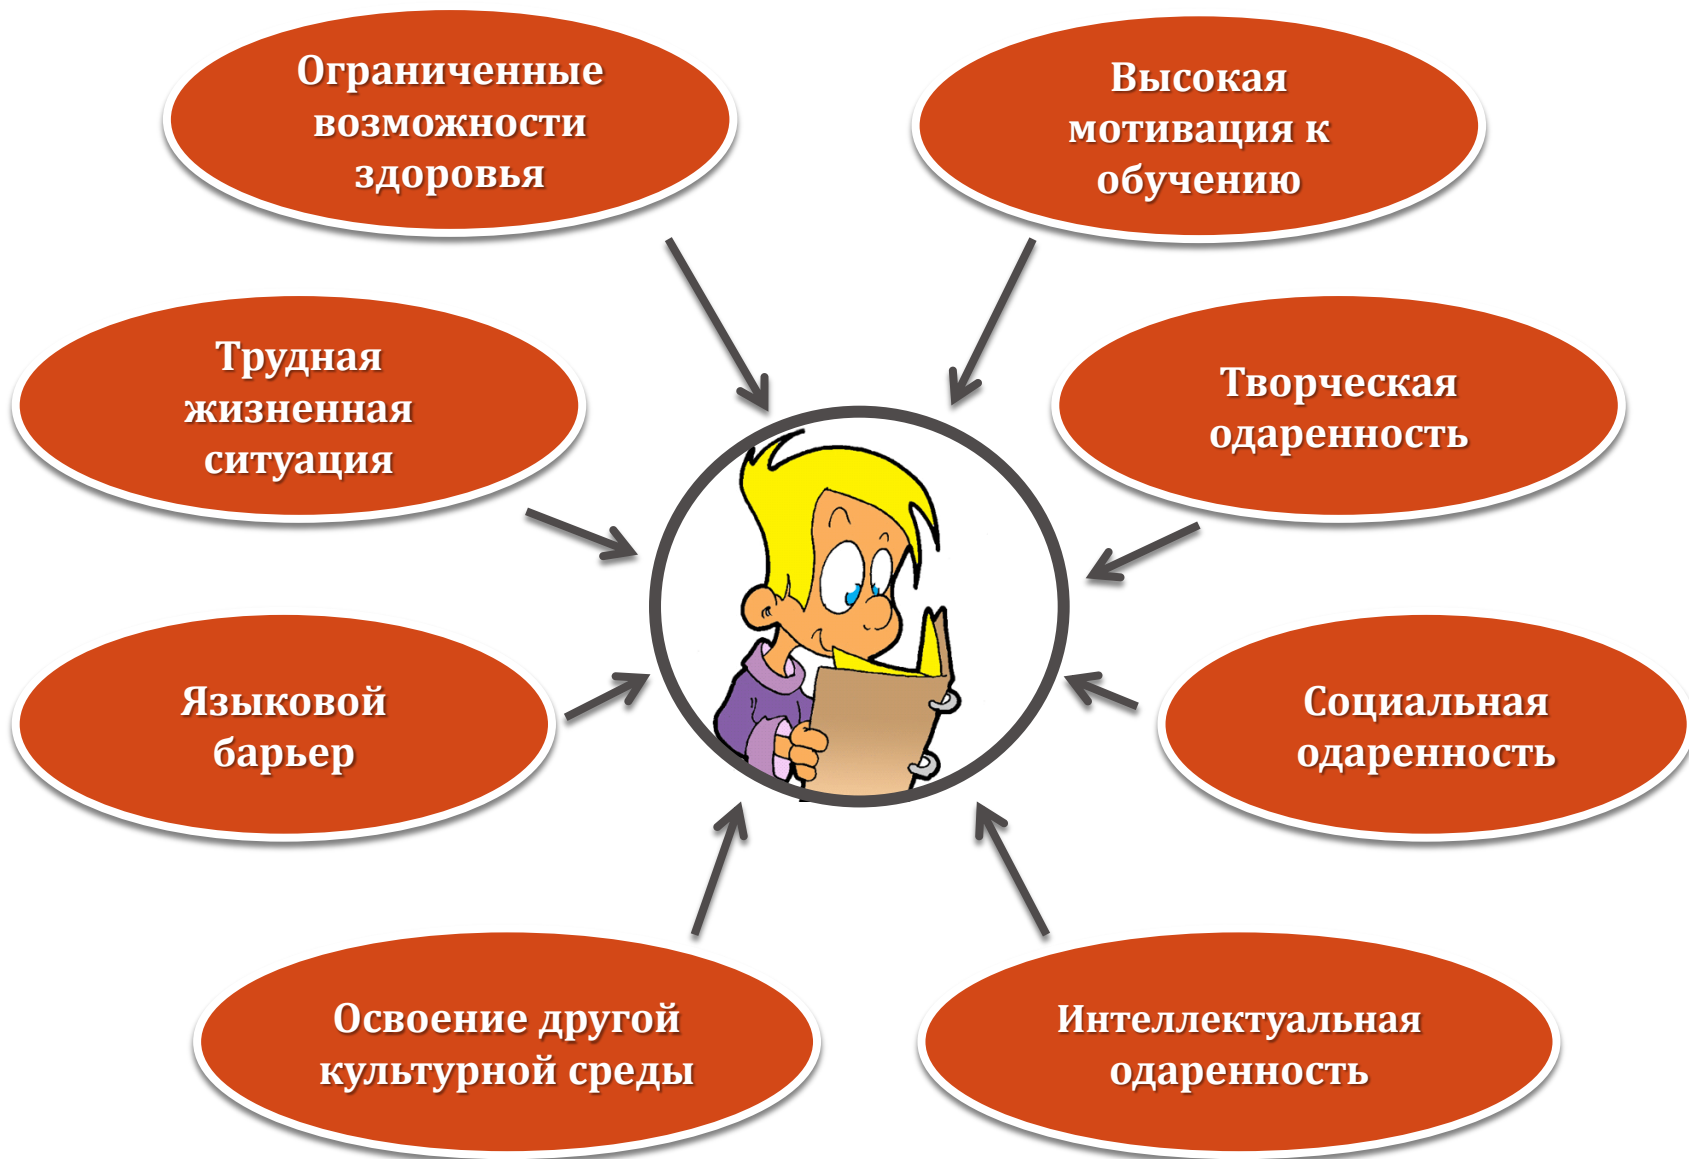 Ограниченные
возможности
здоровья
Высокая
мотивация к
обучению
Трудная
жизненная
ситуация
Творческая
одаренность
Языковой
барьер
Социальная
одаренность
Освоение другой
культурной среды
Интеллектуальная
одаренность